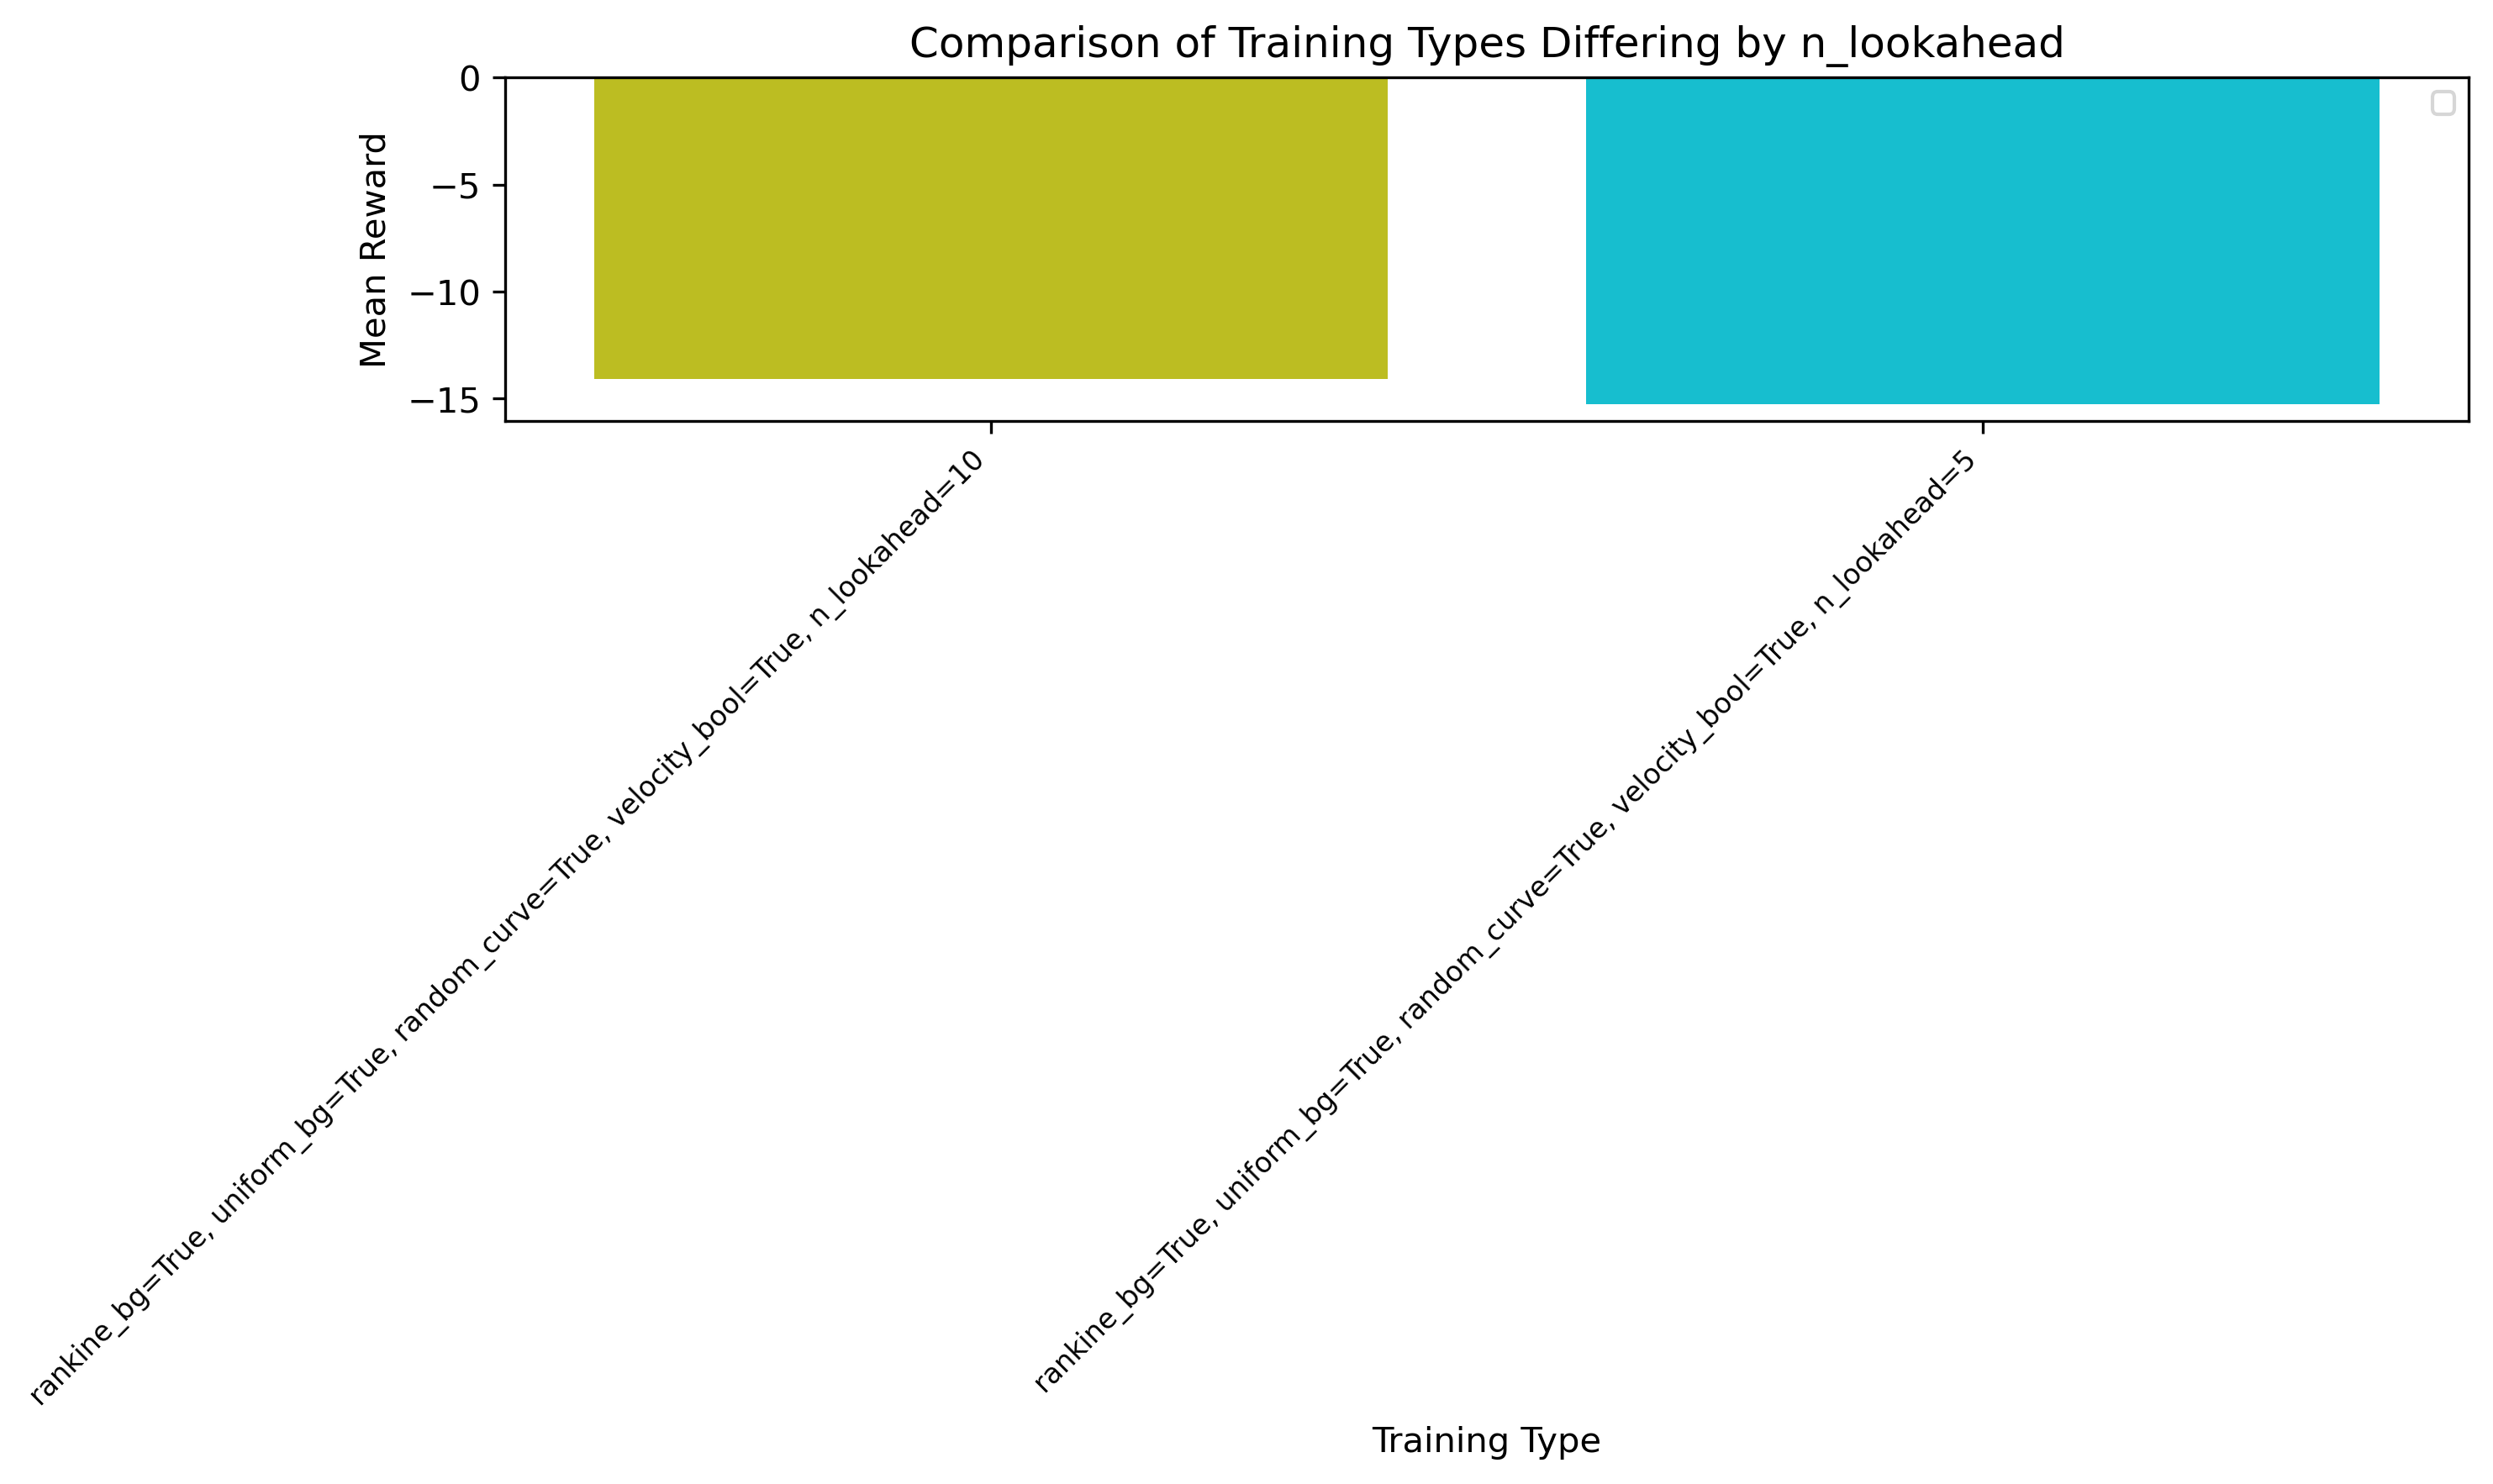 Comparison of Training Types Differing by n_lookahead
Mean Reward
0
−5
−10
−15
rankine_bg=True, uniform_bg=True, random_curve=True, velocity_bool=True, n_lookahead=10
rankine_bg=True, uniform_bg=True, random_curve=True, velocity_bool=True, n_lookahead=5
Training Type